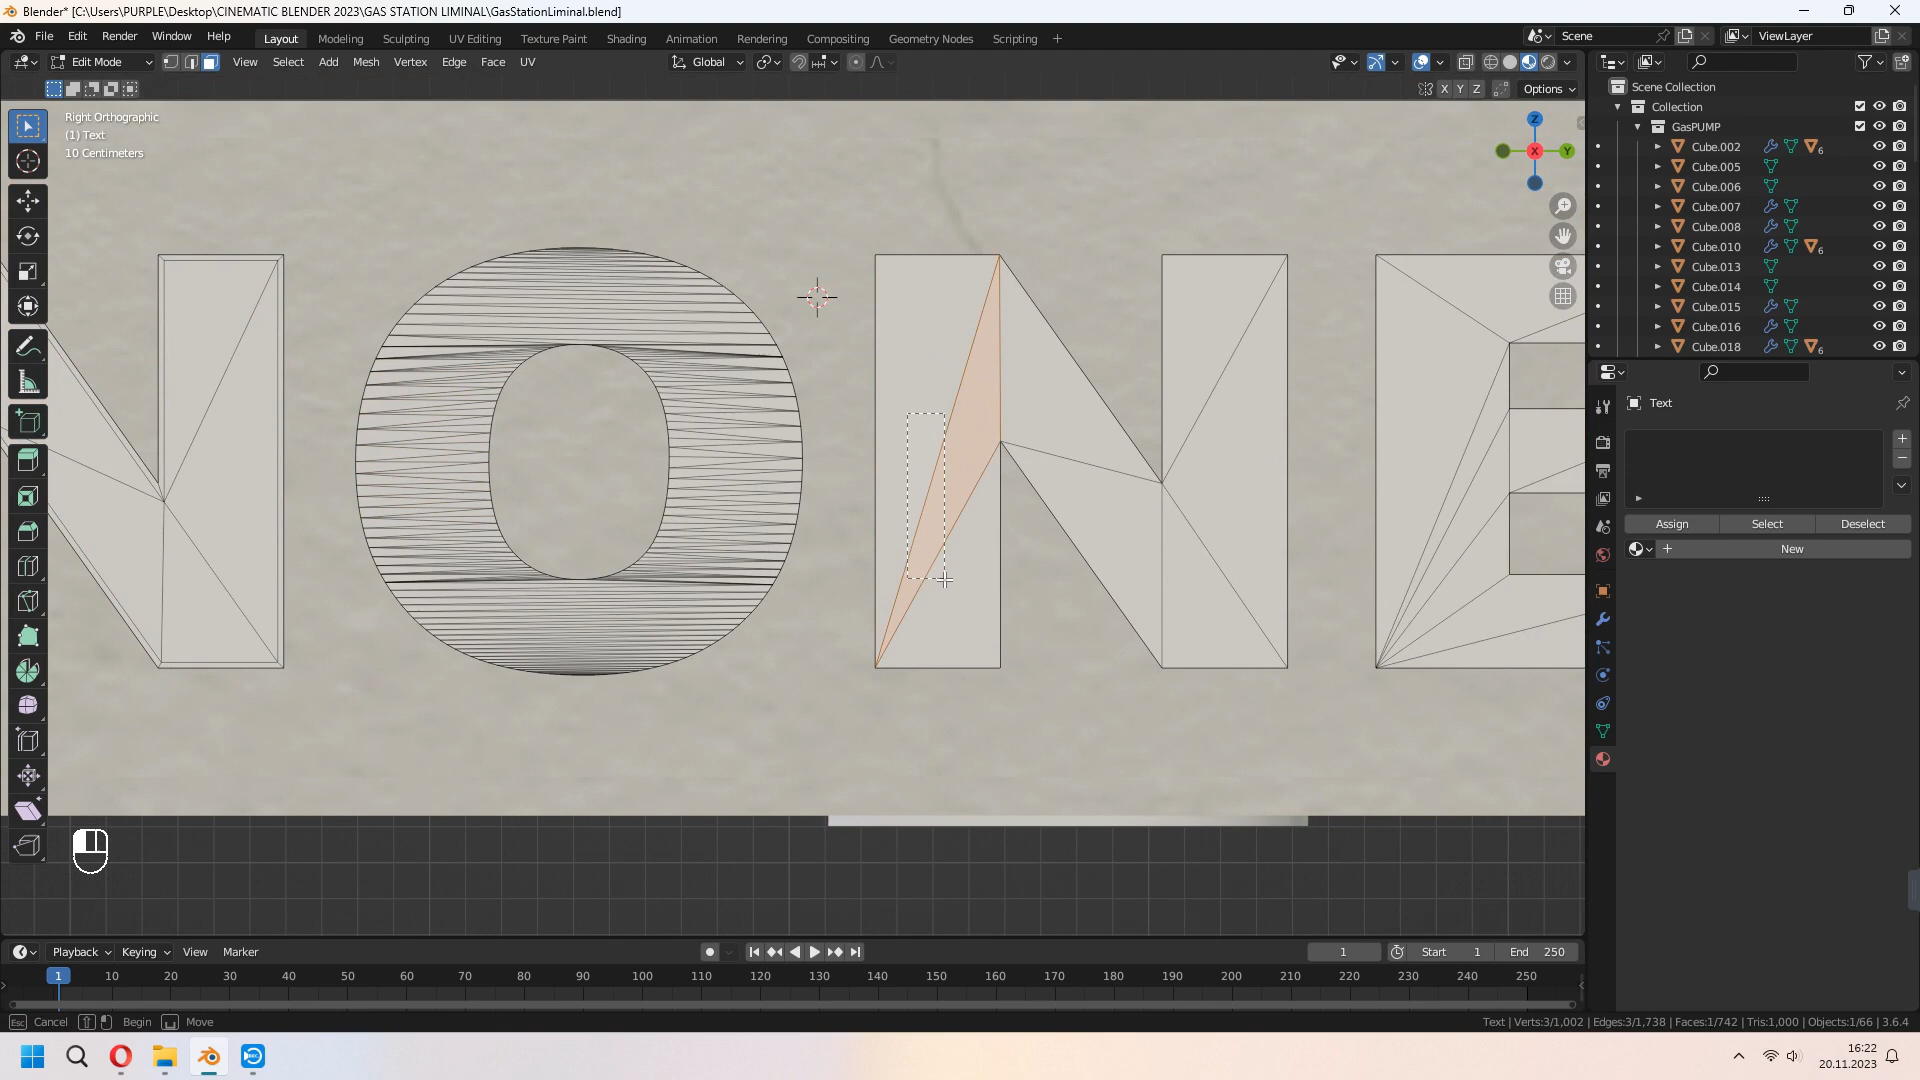 Blender* [C:\Users\PURPLE\Desktop\CINEMATIC BLENDER 2023\GAS STATION LIMINAL\GasStationLiminal.blend]
File Edit Render Window Help Layout Modeling Sculpting UV Editing Texture Paint Shading Animation Rendering Compositing Geometry Nodes Scripting + Scene ViewLayer
Edit Mode View Select Add Mesh Vertex Edge Face UV Global
X Y Z Options
Right Orthographic
(1) Text
10 Centimeters
Z
X
Y
N O N E
Scene Collection
Collection
GasPUMP
Cube.002 6
Cube.005
Cube.006
Cube.007
Cube.008
Cube.010 6
Cube.013
Cube.014
Cube.015
Cube.016
Cube.018 6
Text
Assign Select Deselect
New
Playback Keying View Marker 1 Start 1 End 250
1 10 20 30 40 50 60 70 80 90 100 110 120 130 140 150 160 170 180 190 200 210 220 230 240 250
Esc Cancel Begin Move Text | Verts:3/1,002 | Edges:3/1,738 | Faces:1/742 | Tris:1,000 | Objects:1/66 | 3.6.4
16:22
20.11.2023